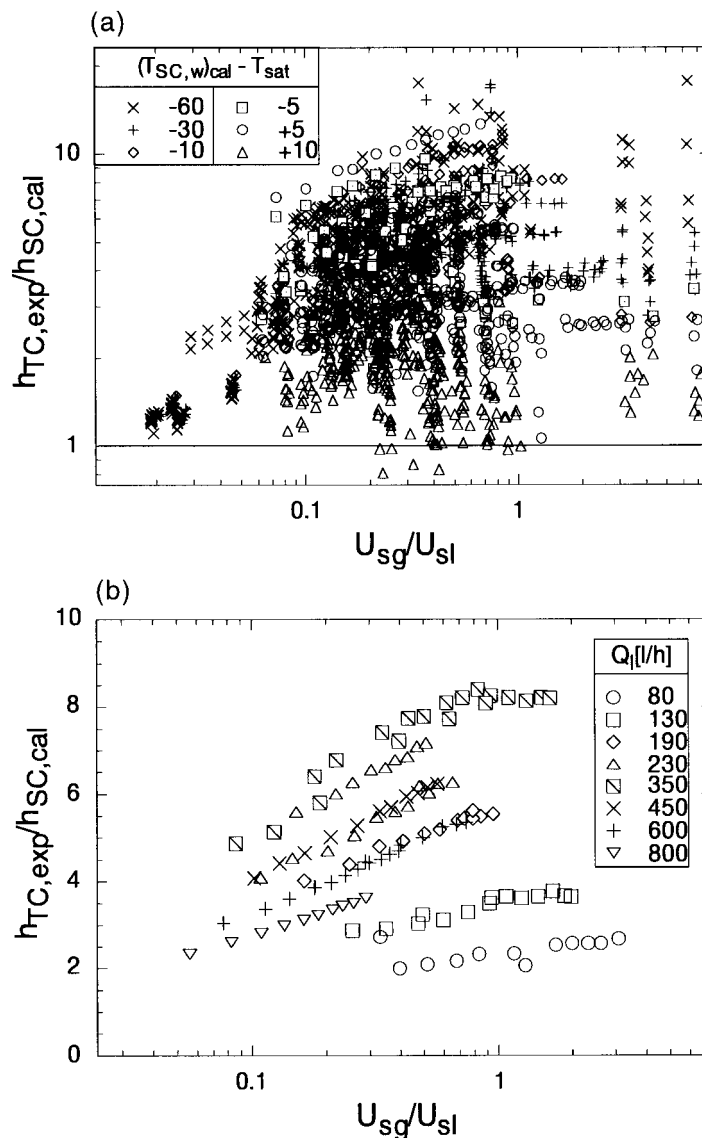 (a)
(T_SC,w)_cal - T_sat
× -60 □ -5
+ -30 ○ +5
◇ -10 △ +10
h_TC,exp/h_SC,cal
10
1
0.1 1
U_sg/U_sl
(b)
h_TC,exp/h_SC,cal
10
8
6
4
2
0
Q_l[l/h]
○ 80
□ 130
◇ 190
△ 230
⧅ 350
× 450
+ 600
▽ 800
0.1 1
U_sg/U_sl